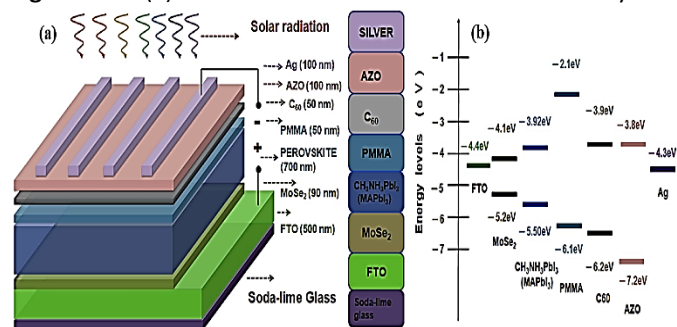 (a)
Solar radiation
Ag (100 nm)
AZO (100 nm)
C60 (50 nm)
-
PMMA (50 nm)
+
PEROVSKITE
(700 nm)
MoSe2 (90 nm)
FTO (500 nm)
Soda-lime Glass
SILVER
AZO
C60
PMMA
CH3NH3PbI3
(MAPbI3)
MoSe2
FTO
Soda-lime
glass
(b)
Energy levels (eV)
-1
-2
-3
-4
-5
-6
-7
-4.4eV
FTO
-4.1eV
-5.2eV
MoSe2
-3.92eV
-5.50eV
CH3NH3PbI3
(MAPbI3)
-2.1eV
-6.1eV
PMMA
-3.9eV
-6.2eV
C60
-3.8eV
-7.2eV
AZO
-4.3eV
Ag